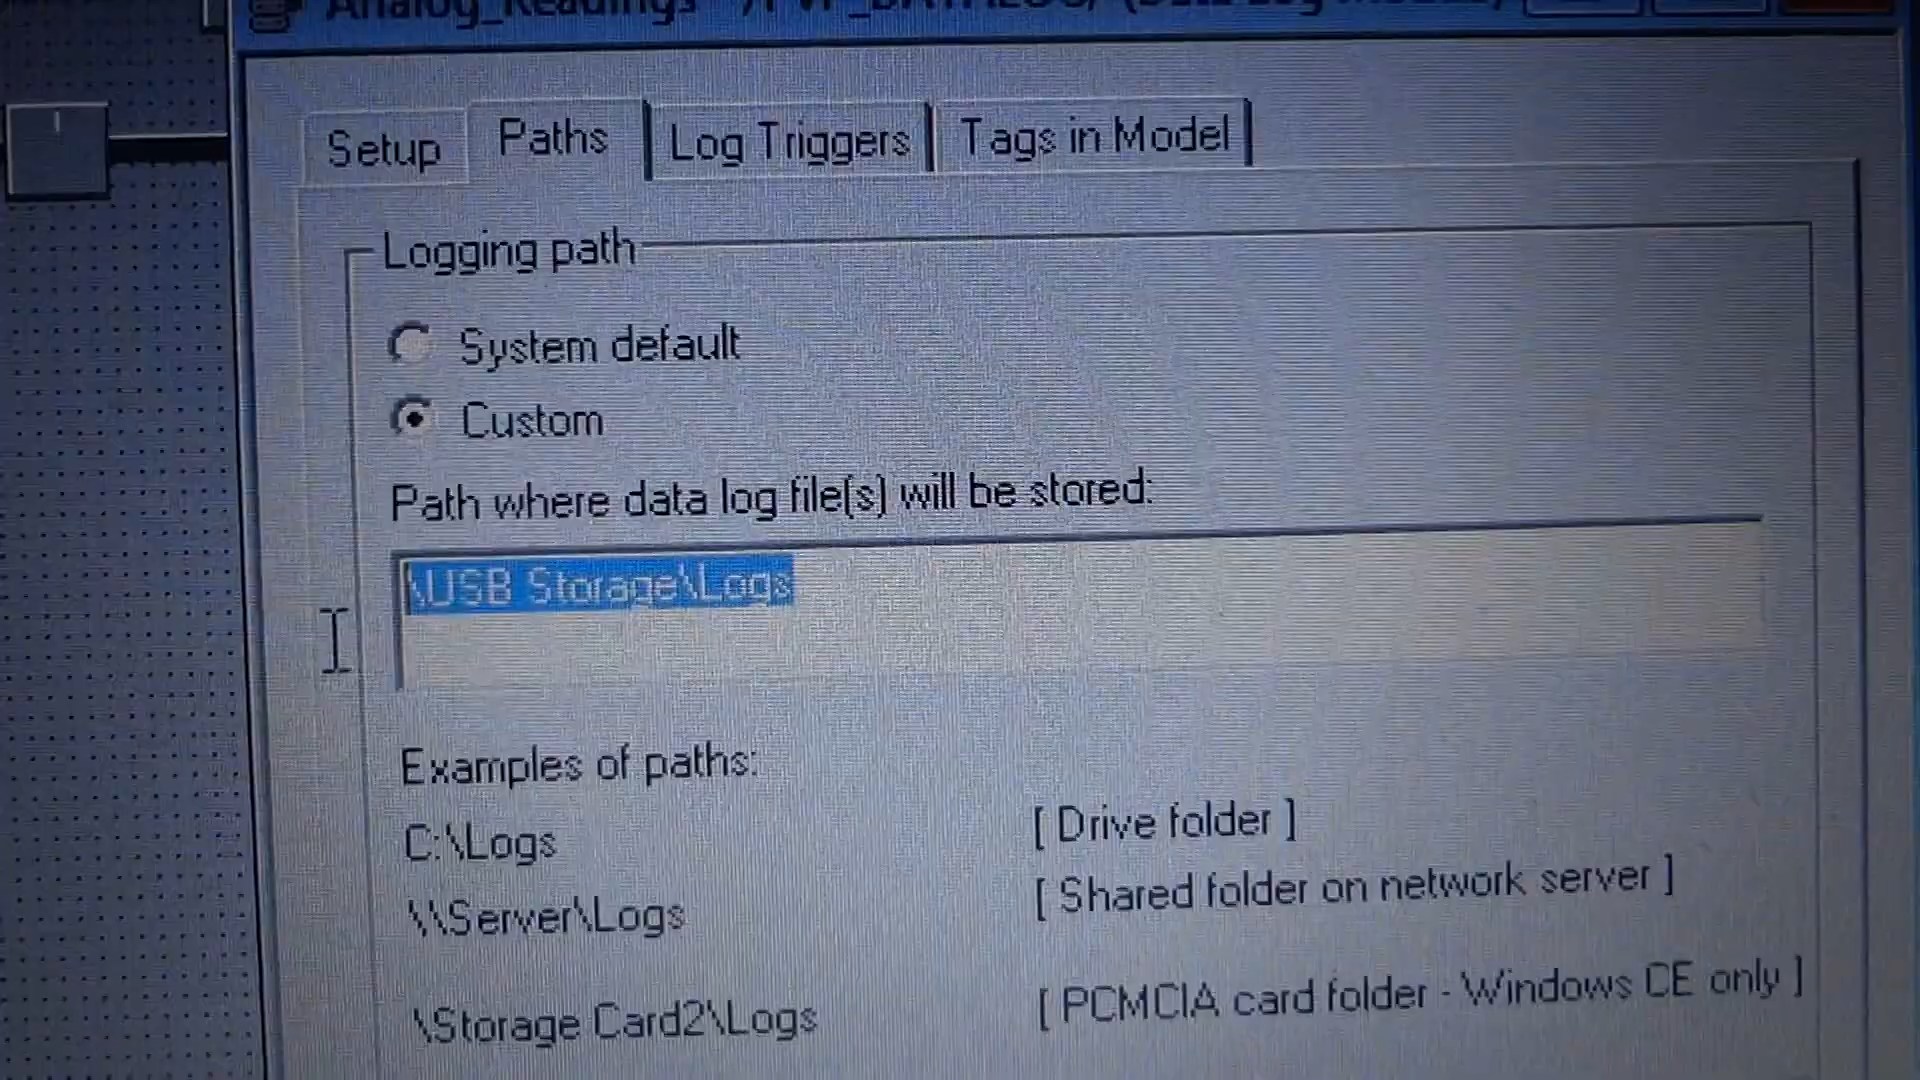 Analog_Readings
Setup
Paths
Log Triggers
Tags in Model
Logging path
System default
Custom
Path where data log file(s) will be stored:
\USB Storage\Logs
Examples of paths:
C:\Logs
[ Drive folder ]
\\Server\Logs
[ Shared folder on network server ]
\Storage Card2\Logs
[ PCMCIA card folder - Windows CE only ]